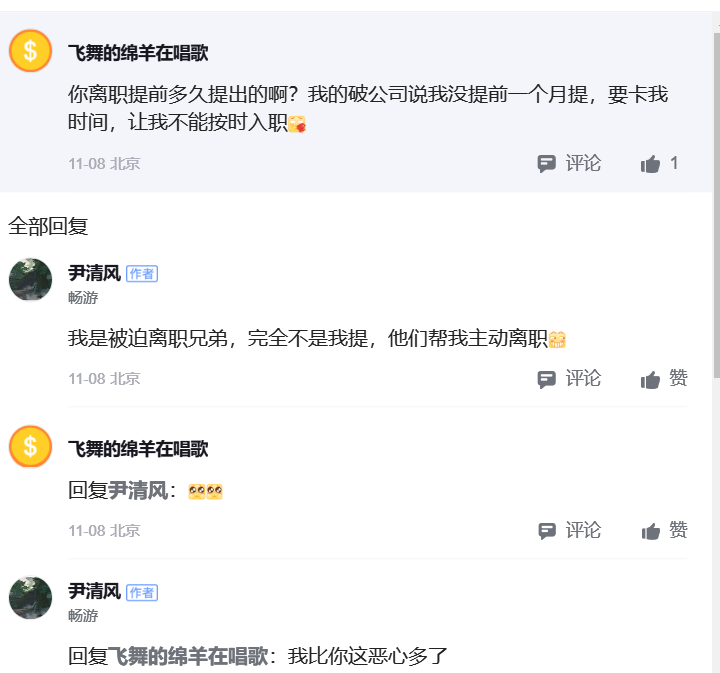 飞舞的绵羊在唱歌
你离职提前多久提出的啊？我的破公司说我没提前一个月提，要卡我
时间，让我不能按时入职
11-08 北京
评论
1
全部回复
尹清风 作者
畅游
我是被迫离职兄弟，完全不是我提，他们帮我主动离职
11-08 北京
评论
赞
飞舞的绵羊在唱歌
回复尹清风：
11-08 北京
评论
赞
尹清风 作者
畅游
回复飞舞的绵羊在唱歌：我比你这恶心多了